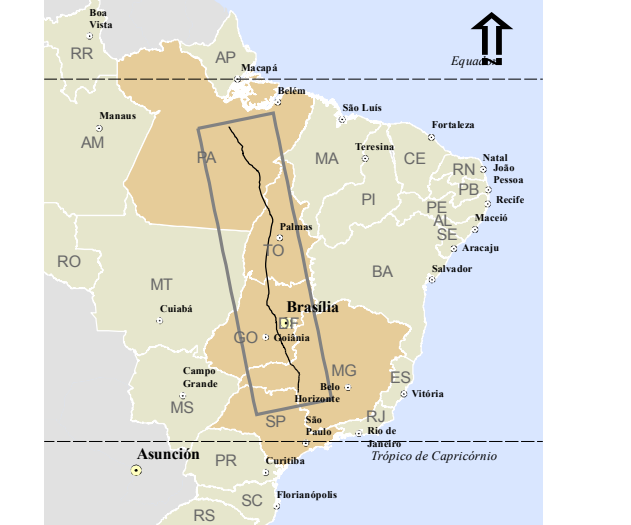 Boa
Vista
RR
AP
Equador
Macapá
Belém
Manaus
AM
São Luís
Fortaleza
Teresina
PA
MA
CE
Natal
RN
João
Pessoa
PB
PI
Recife
PE
AL
Maceió
Palmas
SE
TO
Aracaju
RO
BA
Salvador
MT
Cuiabá
Brasília
DF
GO
Goiânia
Campo
Grande
MG
ES
Belo
Horizonte
Vitória
MS
SP
São
Paulo
RJ
Rio de
Janeiro
Asunción
PR
Curitiba
Trópico de Capricórnio
SC
Florianópolis
RS